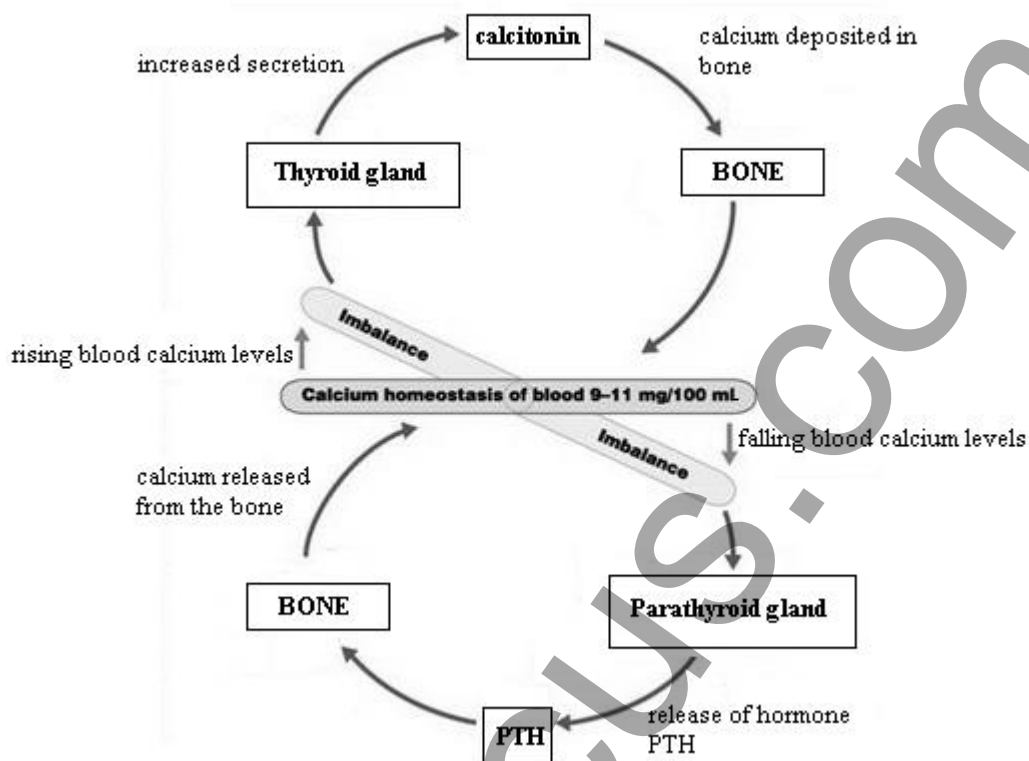 calcitonin
increased secretion
calcium deposited in
bone
Thyroid gland
BONE
Imbalance
rising blood calcium levels
Calcium homeostasis of blood 9–11 mg/100 mL
Imbalance
falling blood calcium levels
calcium released
from the bone
BONE
Parathyroid gland
PTH
release of hormone
PTH
cus.com